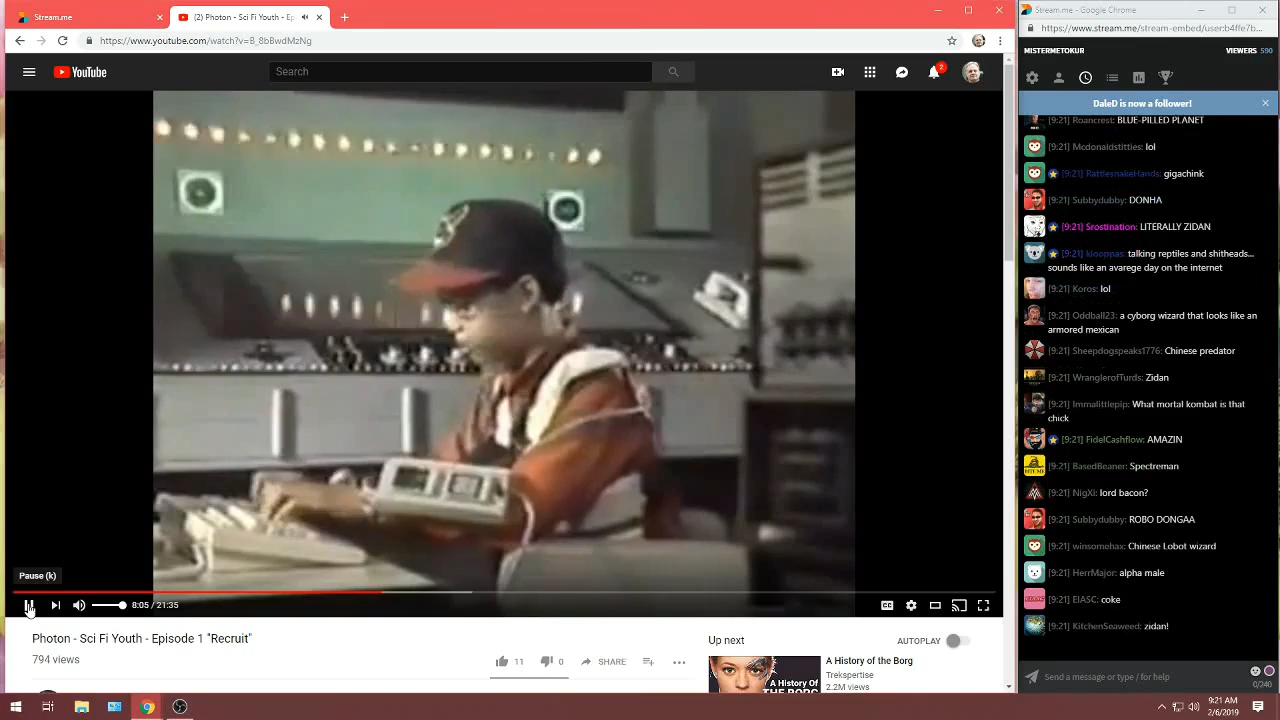 Stream.me
(2) Photon - Sci Fi Youth - Ep
Stream.me - Google Chrome
https://www.youtube.com/watch?v=B_8bBwdMzNg
https://www.stream.me/stream-embed/user:b4ffe7b...
MISTERMETOKUR
VIEWERS 590
YouTube
Search
2
DaleD is now a follower!
[9:21] Roancrest: BLUE-PILLED PLANET
[9:21] Mcdonaldstitties: lol
[9:21] RattlesnakeHands: gigachink
[9:21] Subbydubby: DONHA
[9:21] Srostination: LITERALLY ZIDAN
[9:21] klooppas: talking reptiles and shitheads...
sounds like an avarege day on the internet
[9:21] Koros: lol
[9:21] Oddball23: a cyborg wizard that looks like an
armored mexican
[9:21] Sheepdogspeaks1776: Chinese predator
[9:21] WranglerofTurds: Zidan
[9:21] Immalittlepip: What mortal kombat is that
chick
[9:21] FidelCashflow: AMAZIN
[9:21] BasedBeaner: Spectreman
[9:21] NigXi: lord bacon?
[9:21] Subbydubby: ROBO DONGAA
[9:21] winsomehax: Chinese Lobot wizard
[9:21] HerrMajor: alpha male
[9:21] EIASC: coke
[9:21] KitchenSeaweed: zidan!
Pause (k)
8:05 / 21:35
CC
Photon - Sci Fi Youth - Episode 1 "Recruit"
794 views
11
0
SHARE
Up next
AUTOPLAY
A History Of
THE BORG
A History of the Borg
Trekspertise
2.2M views
Send a message or type / for help
0/240
9:21 AM
2/6/2019